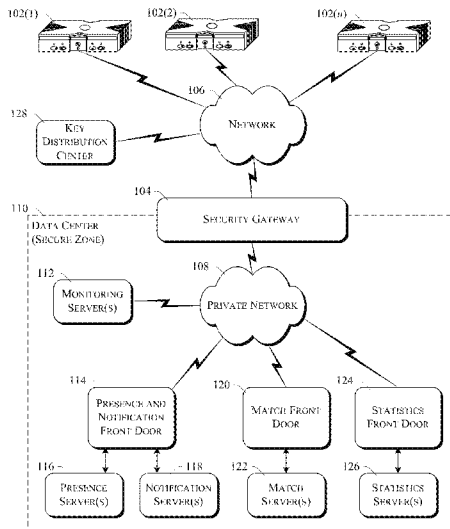 102(1)
102(2)
102(n)
106
NETWORK
128
KEY
DISTRIBUTION
CENTER
104
SECURITY GATEWAY
110
DATA CENTER
(SECURE ZONE)
108
PRIVATE NETWORK
112
MONITORING
SERVER(S)
114
PRESENCE AND
NOTIFICATION
FRONT DOOR
120
MATCH FRONT
DOOR
124
STATISTICS
FRONT DOOR
116
PRESENCE
SERVER(S)
118
NOTIFICATION
SERVER(S)
122
MATCH
SERVER(S)
126
STATISTICS
SERVER(S)